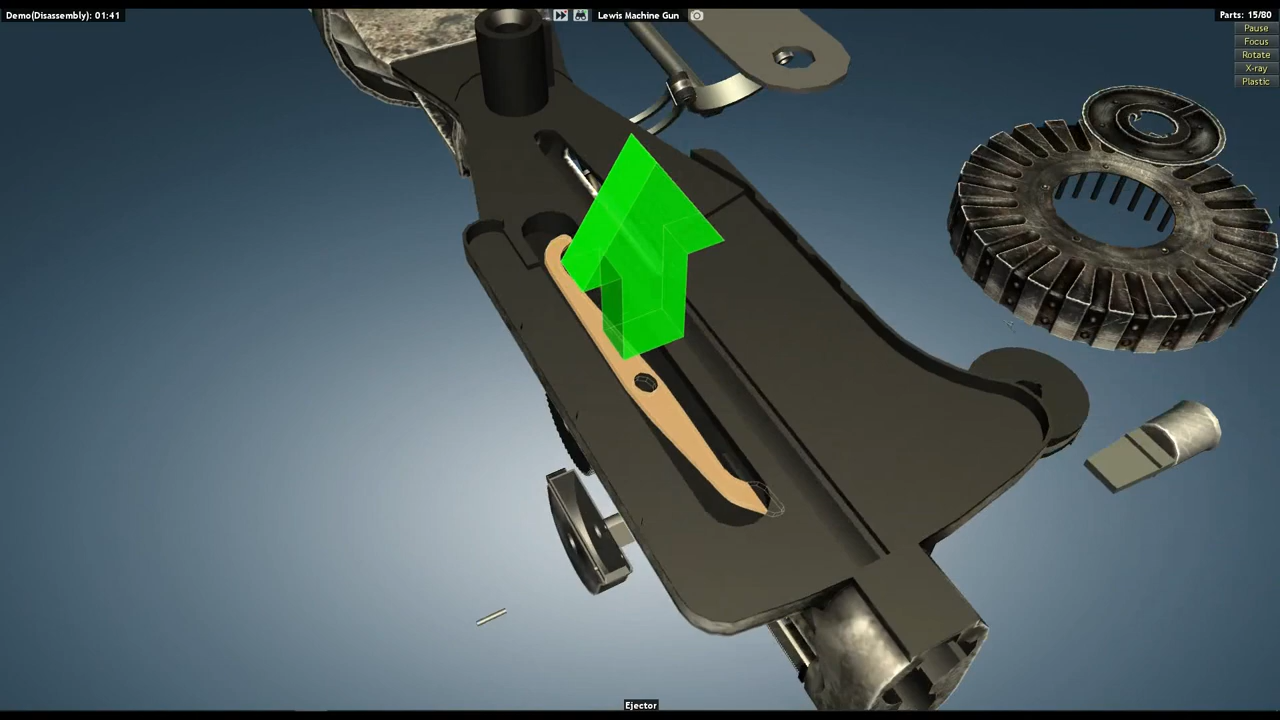 Demo(Disassembly): 01:41
Lewis Machine Gun
Parts: 15/80
Pause
Focus
Rotate
X-ray
Plastic
Ejector